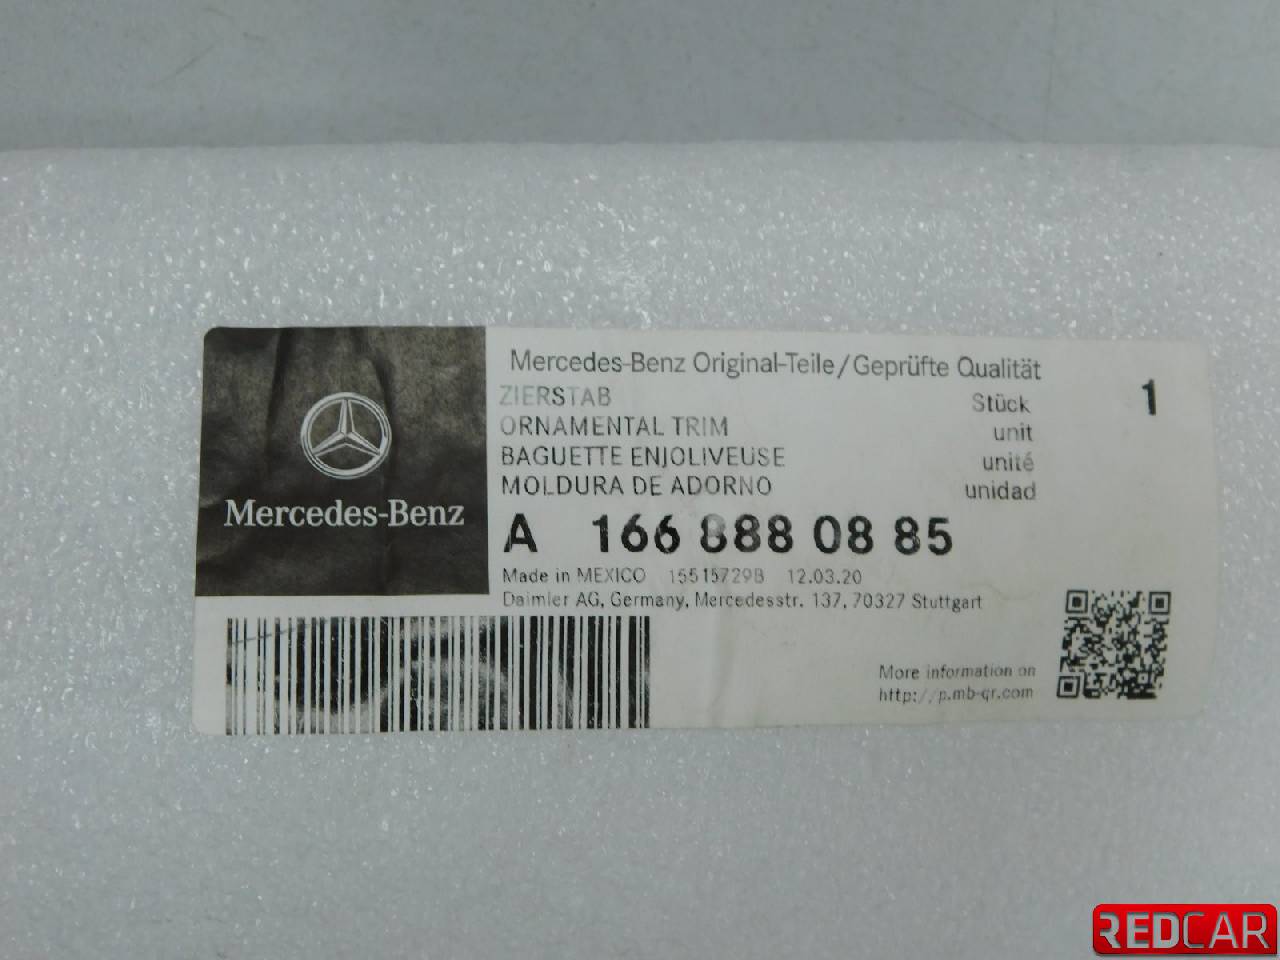 Mercedes-Benz
Mercedes-Benz Original-Teile/Geprüfte Qualität
ZIERSTAB Stück 1
ORNAMENTAL TRIM unit
BAGUETTE ENJOLIVEUSE unité
MOLDURA DE ADORNO unidad
A 166 888 08 85
Made in MEXICO 15515729B 12.03.20
Daimler AG, Germany, Mercedesstr. 137, 70327 Stuttgart
More information on
http://p.mb-qr.com
REDCAR